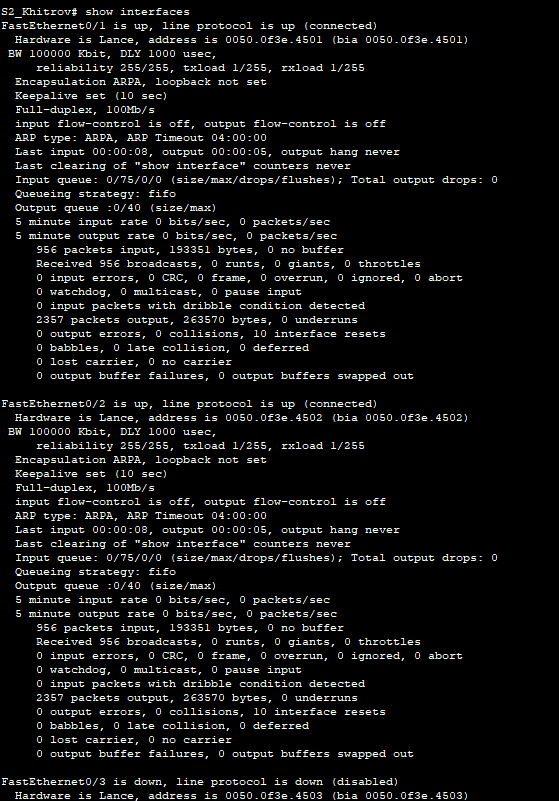 S2_Khitrov# show interfaces
FastEthernet0/1 is up, line protocol is up (connected)
  Hardware is Lance, address is 0050.0f3e.4501 (bia 0050.0f3e.4501)
 BW 100000 Kbit, DLY 1000 usec,
     reliability 255/255, txload 1/255, rxload 1/255
  Encapsulation ARPA, loopback not set
  Keepalive set (10 sec)
  Full-duplex, 100Mb/s
  input flow-control is off, output flow-control is off
  ARP type: ARPA, ARP Timeout 04:00:00
  Last input 00:00:08, output 00:00:05, output hang never
  Last clearing of "show interface" counters never
  Input queue: 0/75/0/0 (size/max/drops/flushes); Total output drops: 0
  Queueing strategy: fifo
  Output queue :0/40 (size/max)
  5 minute input rate 0 bits/sec, 0 packets/sec
  5 minute output rate 0 bits/sec, 0 packets/sec
     956 packets input, 193351 bytes, 0 no buffer
     Received 956 broadcasts, 0 runts, 0 giants, 0 throttles
     0 input errors, 0 CRC, 0 frame, 0 overrun, 0 ignored, 0 abort
     0 watchdog, 0 multicast, 0 pause input
     0 input packets with dribble condition detected
     2357 packets output, 263570 bytes, 0 underruns
     0 output errors, 0 collisions, 10 interface resets
     0 babbles, 0 late collision, 0 deferred
     0 lost carrier, 0 no carrier
     0 output buffer failures, 0 output buffers swapped out
FastEthernet0/2 is up, line protocol is up (connected)
  Hardware is Lance, address is 0050.0f3e.4502 (bia 0050.0f3e.4502)
 BW 100000 Kbit, DLY 1000 usec,
     reliability 255/255, txload 1/255, rxload 1/255
  Encapsulation ARPA, loopback not set
  Keepalive set (10 sec)
  Full-duplex, 100Mb/s
  input flow-control is off, output flow-control is off
  ARP type: ARPA, ARP Timeout 04:00:00
  Last input 00:00:08, output 00:00:05, output hang never
  Last clearing of "show interface" counters never
  Input queue: 0/75/0/0 (size/max/drops/flushes); Total output drops: 0
  Queueing strategy: fifo
  Output queue :0/40 (size/max)
  5 minute input rate 0 bits/sec, 0 packets/sec
  5 minute output rate 0 bits/sec, 0 packets/sec
     956 packets input, 193351 bytes, 0 no buffer
     Received 956 broadcasts, 0 runts, 0 giants, 0 throttles
     0 input errors, 0 CRC, 0 frame, 0 overrun, 0 ignored, 0 abort
     0 watchdog, 0 multicast, 0 pause input
     0 input packets with dribble condition detected
     2357 packets output, 263570 bytes, 0 underruns
     0 output errors, 0 collisions, 10 interface resets
     0 babbles, 0 late collision, 0 deferred
     0 lost carrier, 0 no carrier
     0 output buffer failures, 0 output buffers swapped out
FastEthernet0/3 is down, line protocol is down (disabled)
  Hardware is Lance, address is 0050.0f3e.4503 (bia 0050.0f3e.4503)